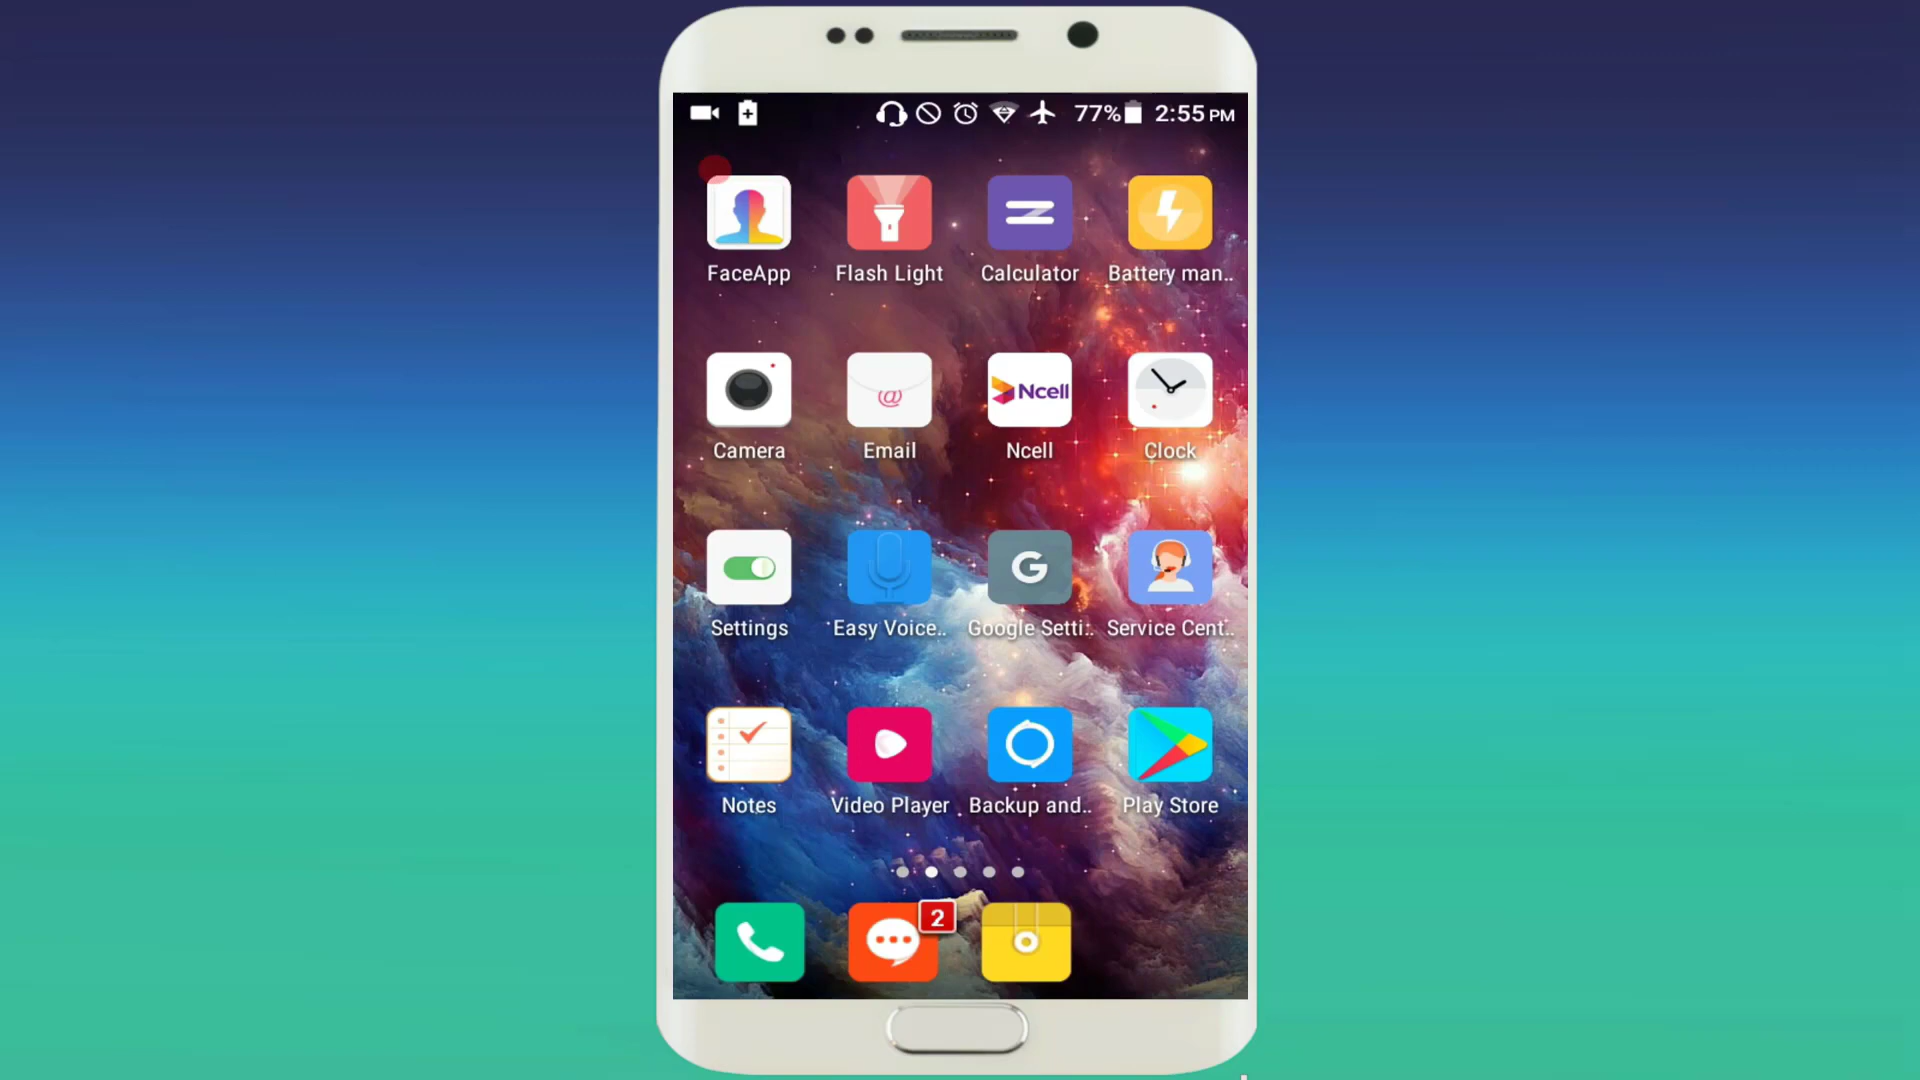 77% 2:55 PM
FaceApp Flash Light Calculator Battery man..
@ Ncell
Camera Email Ncell Clock
G
Settings Easy Voice.. Google Setti.. Service Cent..
Notes Video Player Backup and.. Play Store
2